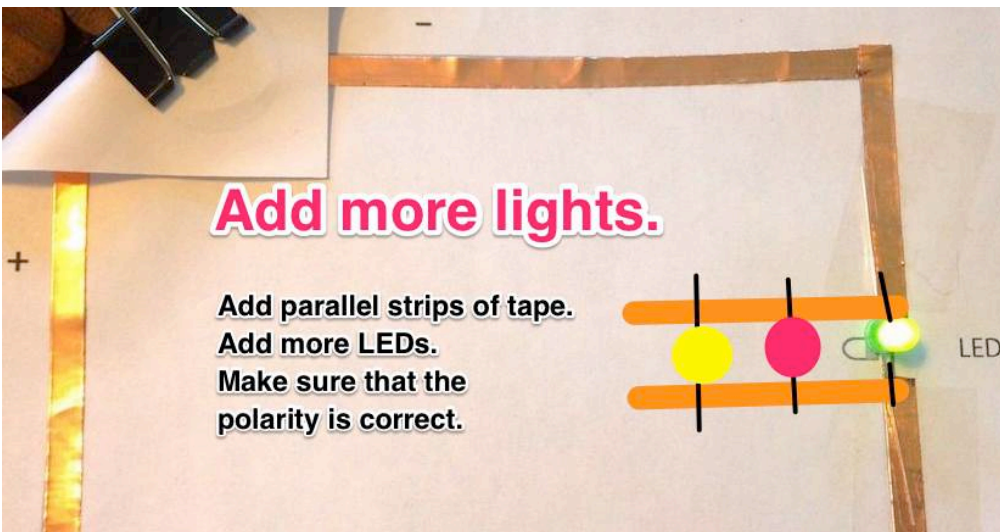 −
+
Add more lights.
Add parallel strips of tape.
Add more LEDs.
Make sure that the
polarity is correct.
LED